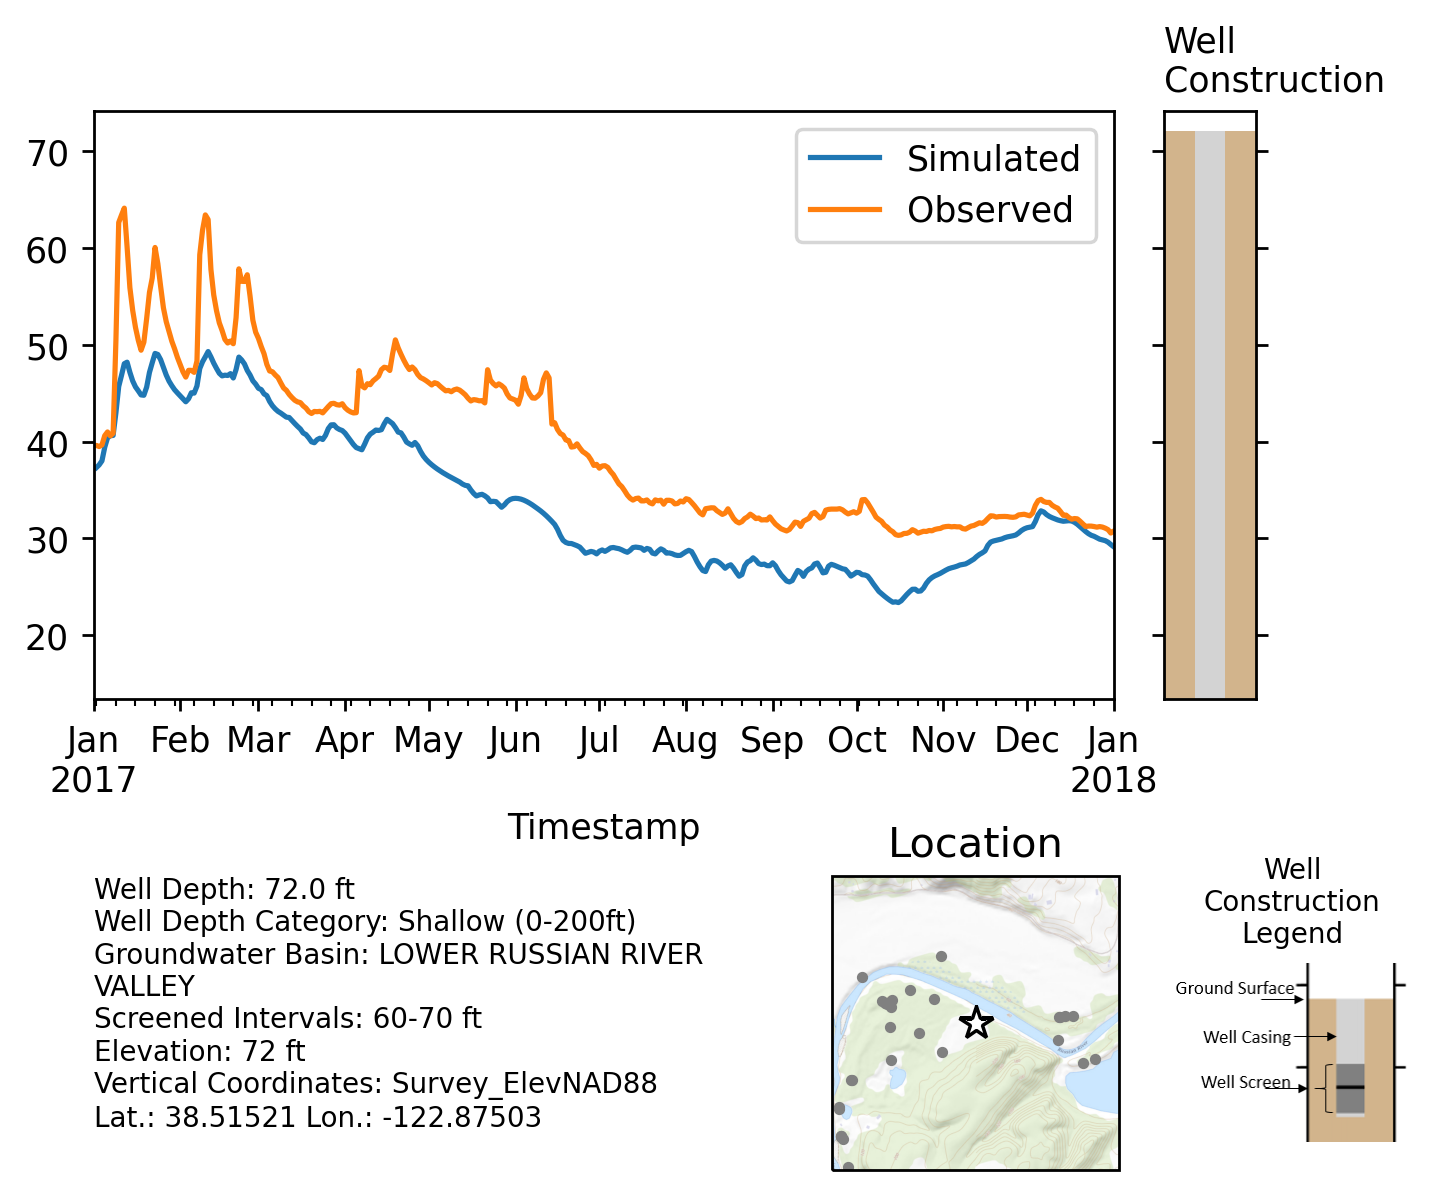 Well
Construction
Simulated
Observed
70
60
50
40
30
20
Jan Feb Mar Apr May Jun Jul Aug Sep Oct Nov Dec Jan
2017 2018
Timestamp
Well Depth: 72.0 ft
Well Depth Category: Shallow (0-200ft)
Groundwater Basin: LOWER RUSSIAN RIVER
VALLEY
Screened Intervals: 60-70 ft
Elevation: 72 ft
Vertical Coordinates: Survey_ElevNAD88
Lat.: 38.51521 Lon.: -122.87503
Location
Russian River
Well
Construction
Legend
Ground Surface
Well Casing
Well Screen